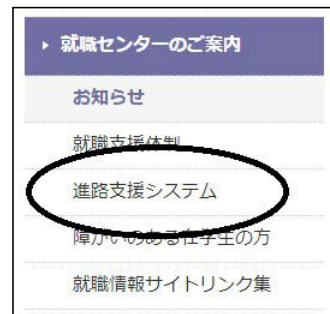 就職センターのご案内
お知らせ
就職支援体制
進路支援システム
障がいのある在学生の方
就職情報サイトリンク集